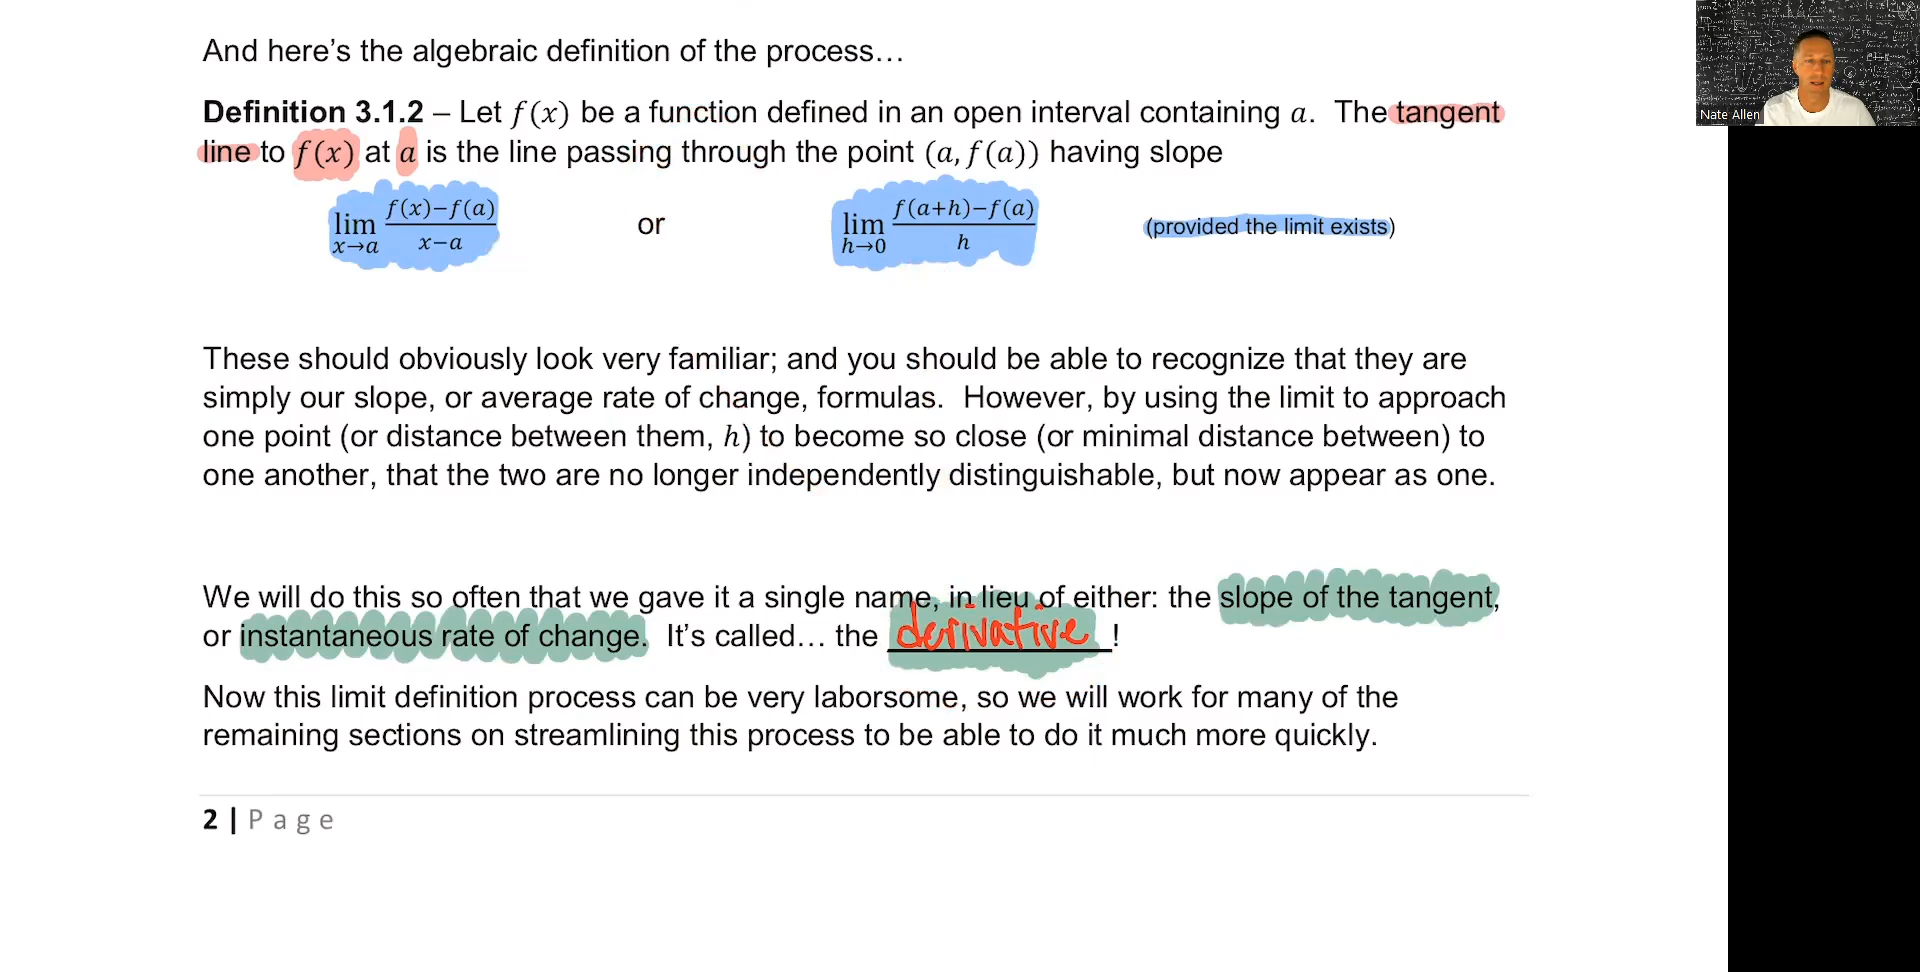 And here's the algebraic definition of the process…
Definition 3.1.2 – Let f(x) be a function defined in an open interval containing a. The tangent
line to f(x) at a is the line passing through the point (a, f(a)) having slope
lim x→a f(x)−f(a) / x−a or lim h→0 f(a+h)−f(a) / h (provided the limit exists)
These should obviously look very familiar; and you should be able to recognize that they are
simply our slope, or average rate of change, formulas. However, by using the limit to approach
one point (or distance between them, h) to become so close (or minimal distance between) to
one another, that the two are no longer independently distinguishable, but now appear as one.
We will do this so often that we gave it a single name, in lieu of either: the slope of the tangent,
or instantaneous rate of change. It's called… the derivative!
Now this limit definition process can be very laborsome, so we will work for many of the
remaining sections on streamlining this process to be able to do it much more quickly.
2 | Page
Nate Allen